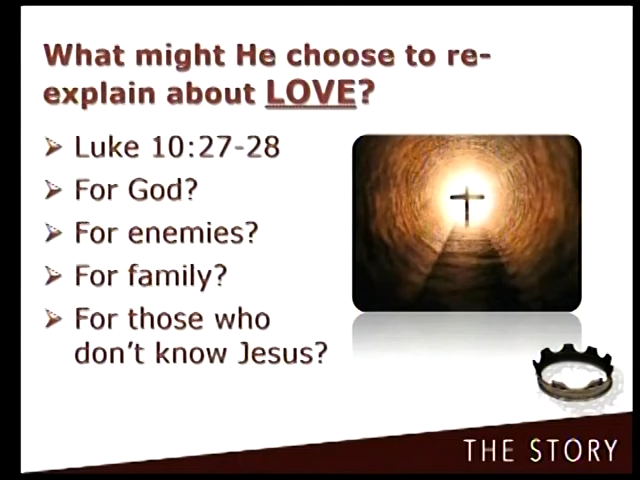 What might He choose to re-
explain about LOVE?
Luke 10:27-28
For God?
For enemies?
For family?
For those who
don't know Jesus?
THE STORY